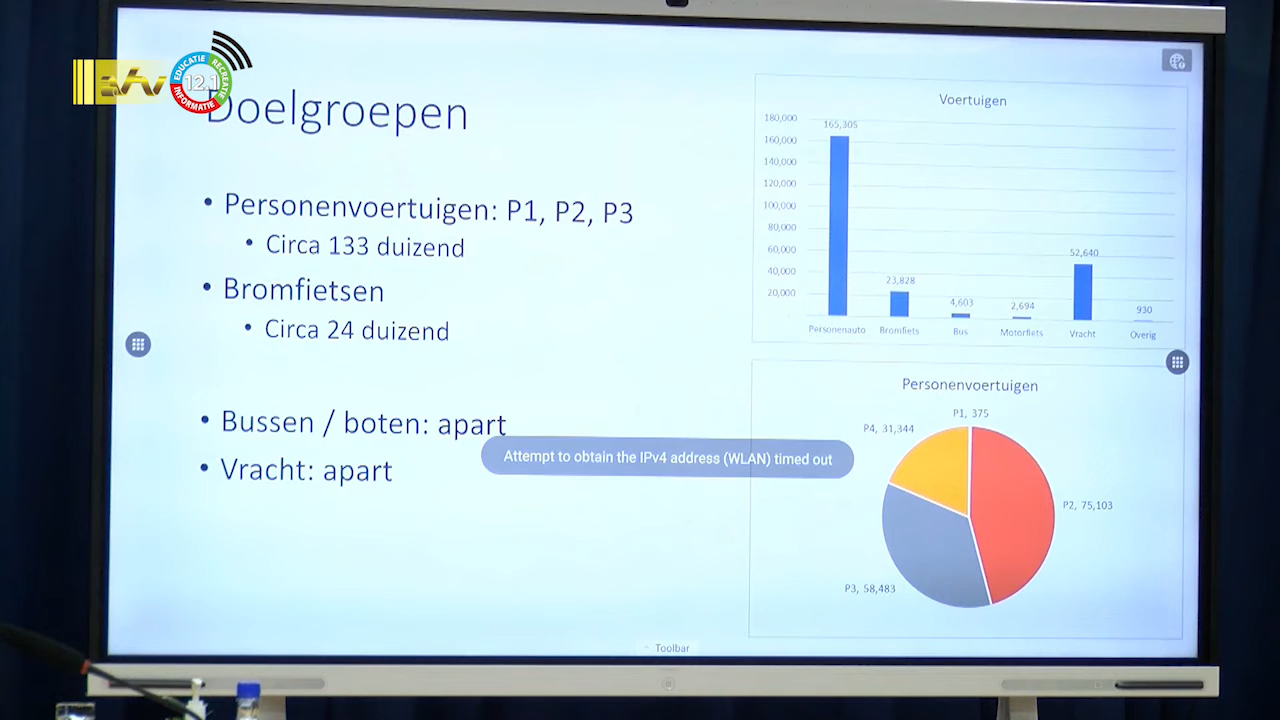 EDUCATIE
RECREATIE
INFORMATIE
12.1
Doelgroepen
• Personenvoertuigen: P1, P2, P3
• Circa 133 duizend
• Bromfietsen
• Circa 24 duizend
• Bussen / boten: apart
• Vracht: apart
Attempt to obtain the IPv4 address (WLAN) timed out
Voertuigen
180,000
160,000
140,000
120,000
100,000
80,000
60,000
40,000
20,000
165,305
23,828
4,603
2,694
52,640
930
Personenauto Bromfiets Bus Motorfiets Vracht Overig
Personenvoertuigen
P1, 375
P4, 31,344
P2, 75,103
P3, 58,483
Toolbar